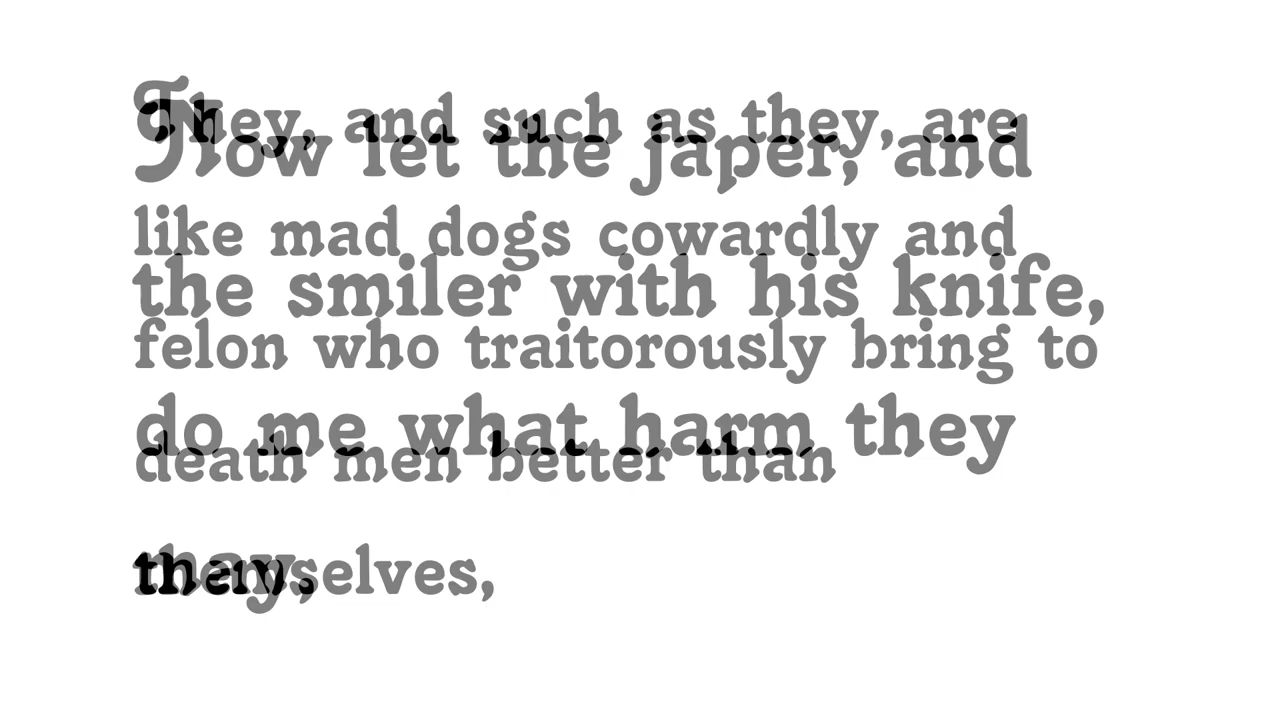 They, and such as they, are
Now let the japer, and
like mad dogs cowardly and
the smiler with his knife,
felon who traitorously bring to
do me what harm they
death men better than
may.
themselves,